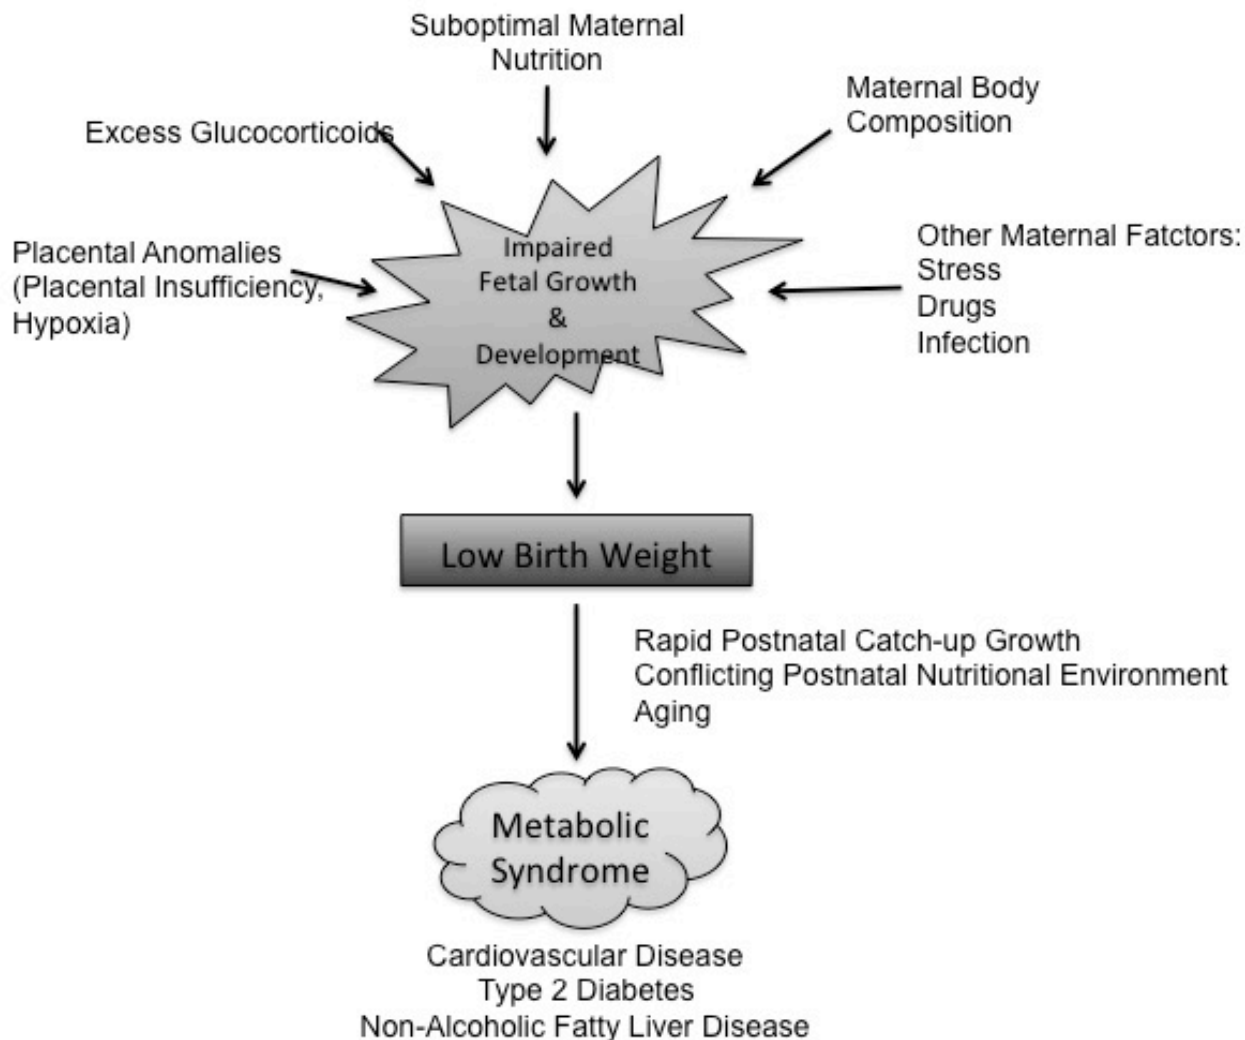 Suboptimal Maternal
Nutrition
Maternal Body
Composition
Excess Glucocorticoids
Placental Anomalies
(Placental Insufficiency,
Hypoxia)
Impaired
Fetal Growth
&
Development
Other Maternal Fatctors:
Stress
Drugs
Infection
Low Birth Weight
Rapid Postnatal Catch-up Growth
Conflicting Postnatal Nutritional Environment
Aging
Metabolic
Syndrome
Cardiovascular Disease
Type 2 Diabetes
Non-Alcoholic Fatty Liver Disease